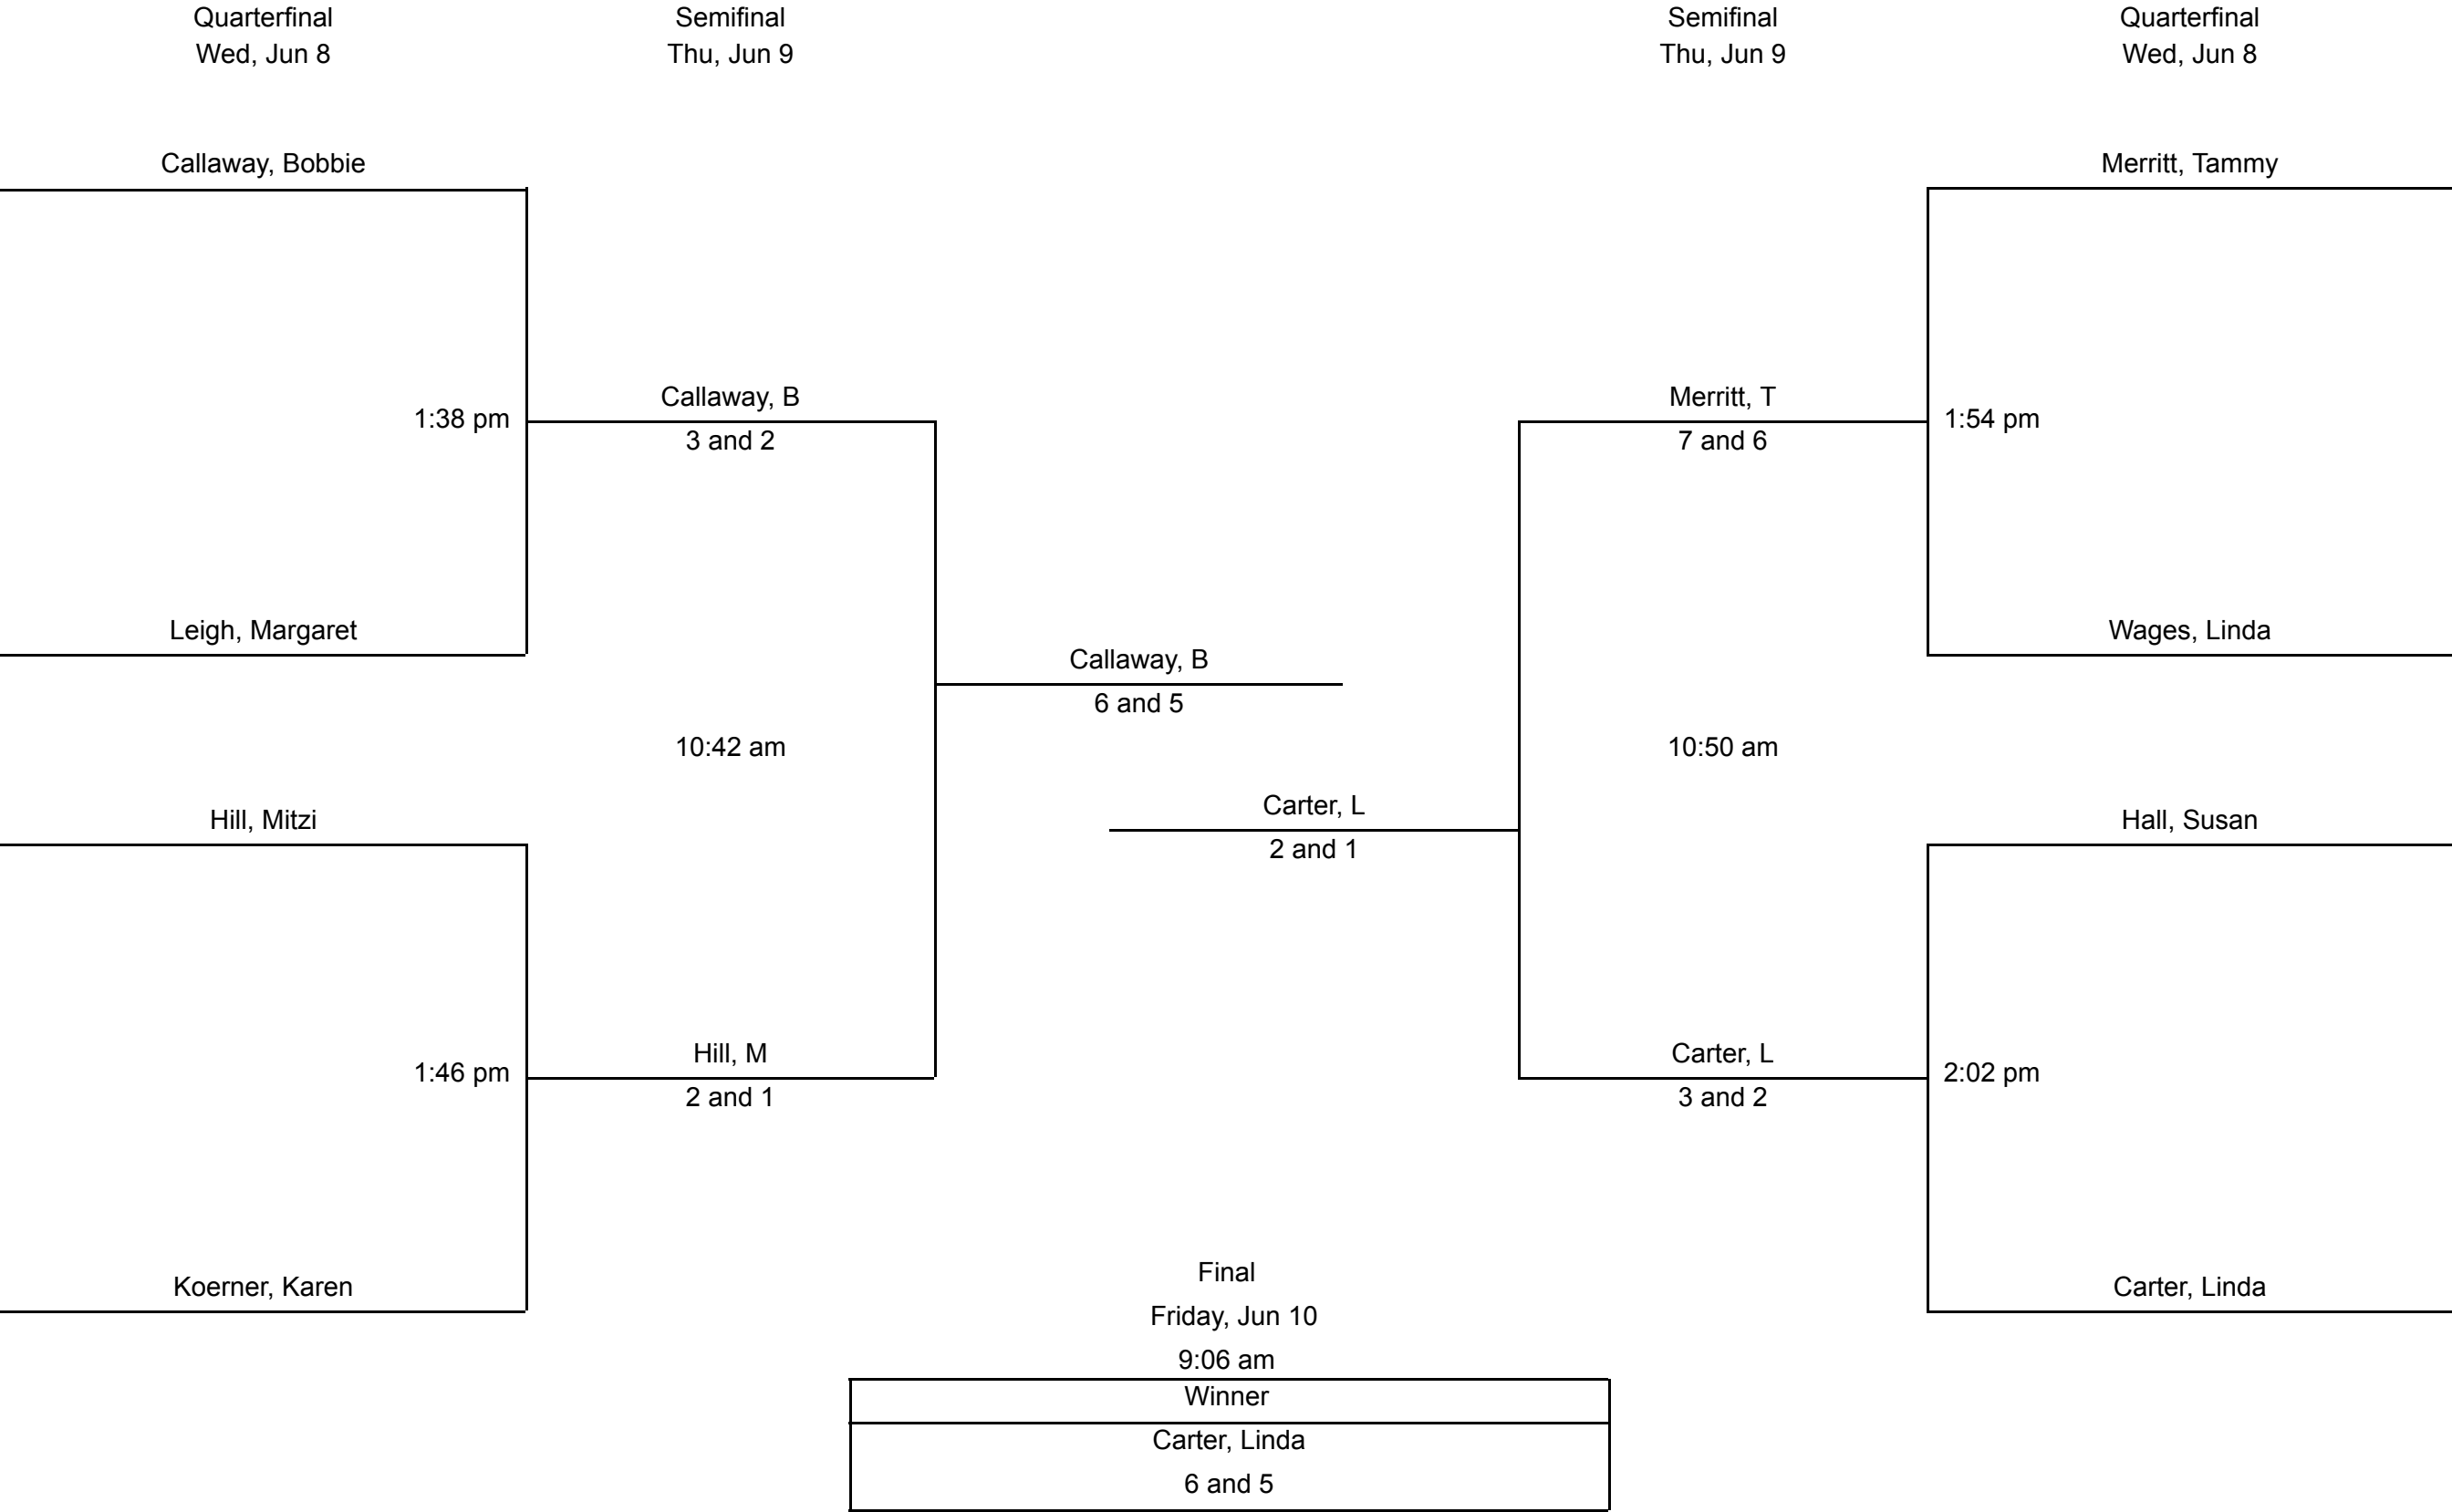 Quarterfinal
Wed, Jun 8
Semifinal
Thu, Jun 9
Semifinal
Thu, Jun 9
Quarterfinal
Wed, Jun 8
Callaway, Bobbie
1:38 pm
Leigh, Margaret
Hill, Mitzi
1:46 pm
Koerner, Karen
Callaway, B
3 and 2
10:42 am
Hill, M
2 and 1
Callaway, B
6 and 5
Carter, L
2 and 1
Merritt, T
7 and 6
10:50 am
Carter, L
3 and 2
Merritt, Tammy
1:54 pm
Wages, Linda
Hall, Susan
2:02 pm
Carter, Linda
Final
Friday, Jun 10
9:06 am
Winner
Carter, Linda
6 and 5